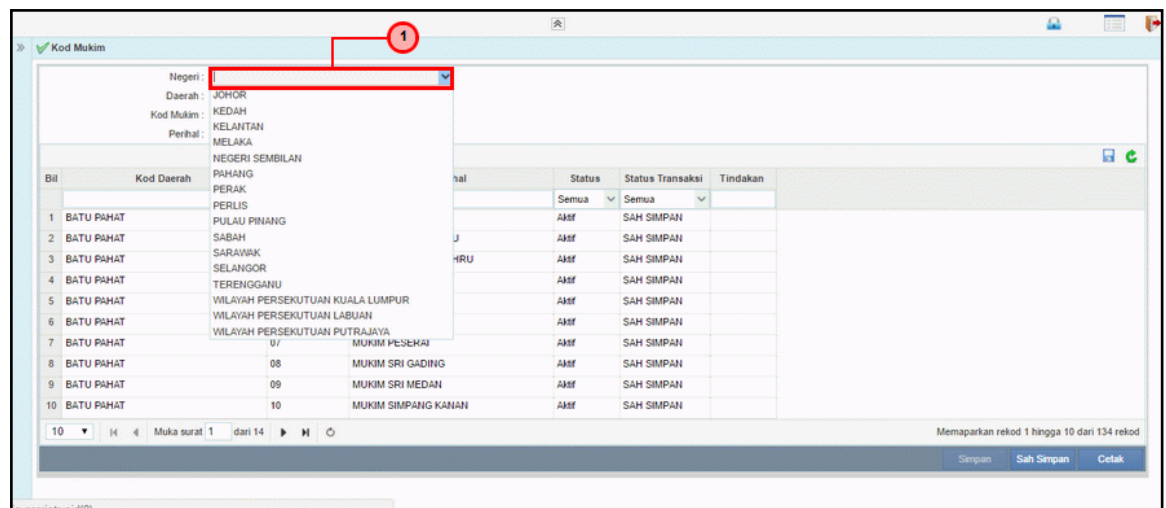 1
Kod Mukim
Negeri :
Daerah :
Kod Mukim :
Perihal :
JOHOR
KEDAH
KELANTAN
MELAKA
NEGERI SEMBILAN
PAHANG
PERAK
PERLIS
PULAU PINANG
SABAH
SARAWAK
SELANGOR
TERENGGANU
WILAYAH PERSEKUTUAN KUALA LUMPUR
WILAYAH PERSEKUTUAN LABUAN
WILAYAH PERSEKUTUAN PUTRAJAYA
Bil Kod Daerah hal Status Status Transaksi Tindakan
Semua Semua
1 BATU PAHAT Aktif SAH SIMPAN
2 BATU PAHAT U Aktif SAH SIMPAN
3 BATU PAHAT HRU Aktif SAH SIMPAN
4 BATU PAHAT Aktif SAH SIMPAN
5 BATU PAHAT Aktif SAH SIMPAN
6 BATU PAHAT Aktif SAH SIMPAN
7 BATU PAHAT 07 MUKIM PESERAI Aktif SAH SIMPAN
8 BATU PAHAT 08 MUKIM SRI GADING Aktif SAH SIMPAN
9 BATU PAHAT 09 MUKIM SRI MEDAN Aktif SAH SIMPAN
10 BATU PAHAT 10 MUKIM SIMPANG KANAN Aktif SAH SIMPAN
10 Muka surat 1 dari 14 Memaparkan rekod 1 hingga 10 dari 134 rekod
Simpan Sah Simpan Cetak